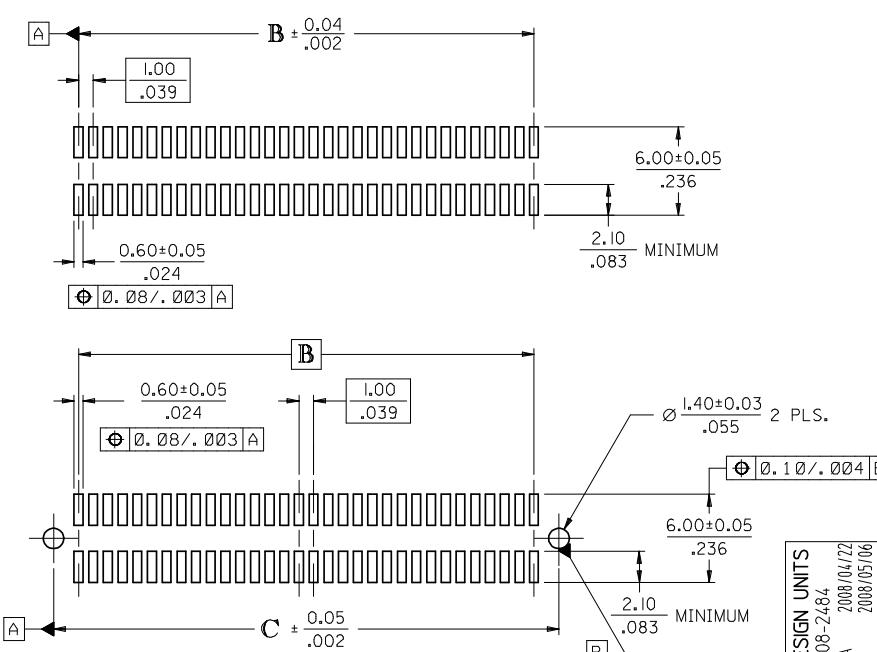 A
B ± 0.04
.002
1.00
.039
6.00±0.05
.236
2.10 MINIMUM
.083
0.60±0.05
.024
⌖ 0.08/.003 A
B
0.60±0.05
.024
1.00
.039
⌖ 0.08/.003 A
Ø 1.40±0.03 2 PLS.
.055
⌖ 0.10/.004
6.00±0.05
.236
2.10 MINIMUM
.083
A
C ± 0.05
.002
B
SIGN UNITS
08-2484
A 2008/04/22
2008/05/06